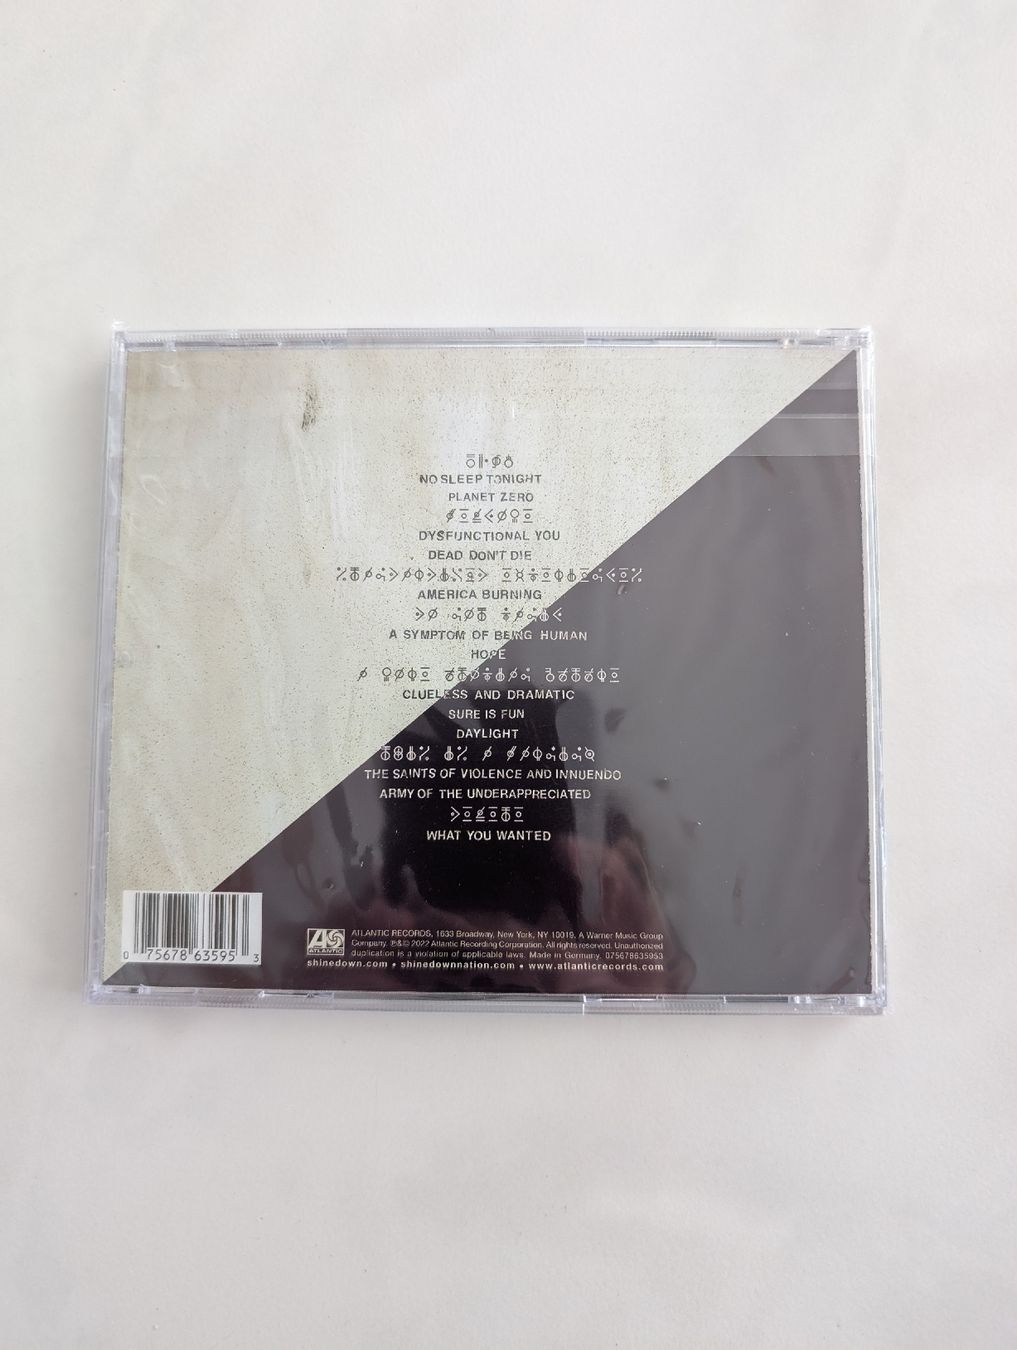 NO SLEEP TONIGHT
PLANET ZERO
DYSFUNCTIONAL YOU
DEAD DON'T DIE
AMERICA BURNING
A SYMPTOM OF BEING HUMAN
HOPE
CLUELESS AND DRAMATIC
SURE IS FUN
DAYLIGHT
THE SAINTS OF VIOLENCE AND INNUENDO
ARMY OF THE UNDERAPPRECIATED
WHAT YOU WANTED
0 75678 63595 3
ATLANTIC
ATLANTIC RECORDS, 1633 Broadway, New York, NY 10019, A Warner Music Group
Company. ℗&© 2022 Atlantic Recording Corporation. All rights reserved. Unauthorized
duplication is a violation of applicable laws. Made in Germany. 075678635953
shinedown.com • shinedownnation.com • www.atlanticrecords.com